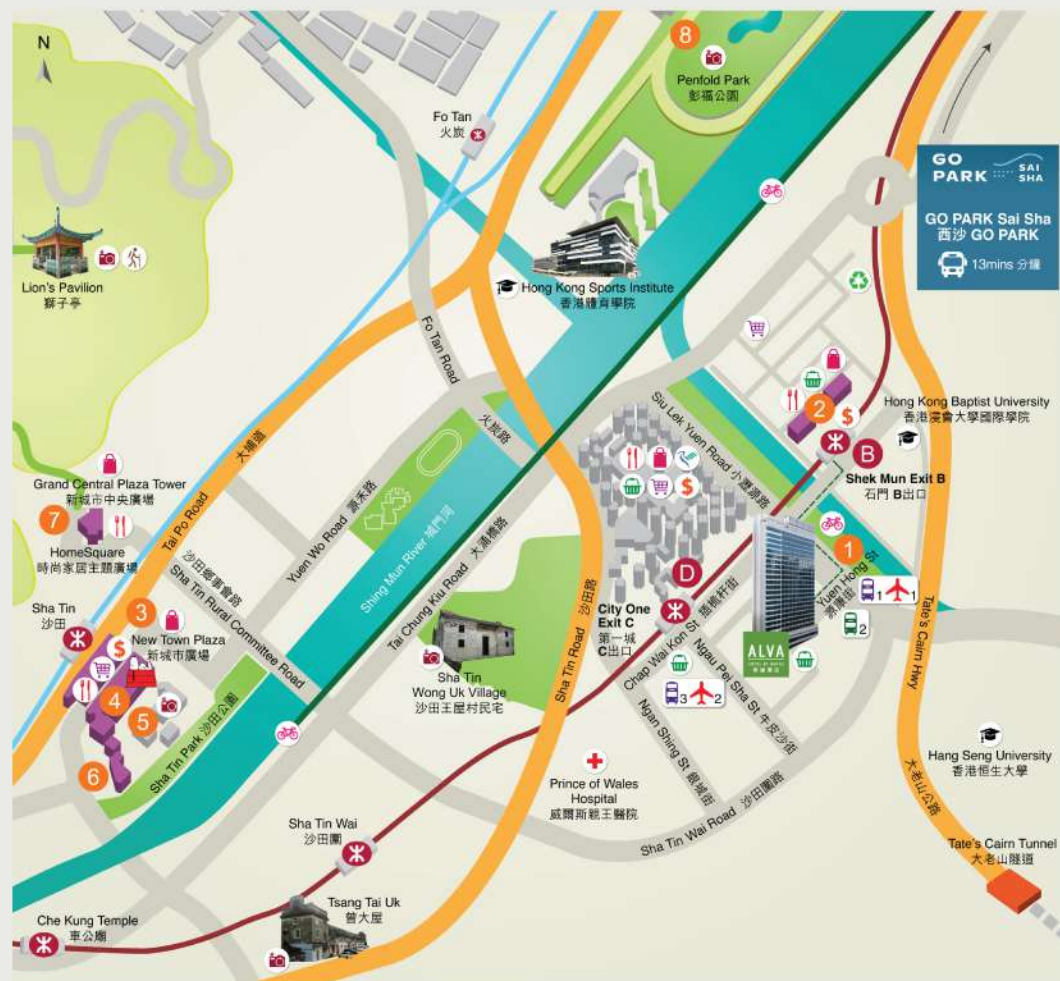 N
8
Penfold Park
彭福公園
Fo Tan
火炭
GO
PARK
SAI
SHA
GO PARK Sai Sha
西沙 GO PARK
13mins 分鐘
Lion's Pavilion
獅子亭
Hong Kong Sports Institute
香港體育學院
Fo Tan Road
火炭路
Siu Lek Yuen Road 小瀝源路
2
$
Hong Kong Baptist University
香港浸會大學國際學院
B
Shek Mun Exit B
石門 B出口
Grand Central Plaza Tower
新城市中央廣場
7
HomeSquare
時尚家居主題廣場
Tai Po Road
大埔道
Yuen Wo Road 源禾路
Shing Mun River 城門河
Tai Chung Kiu Road 大涌橋路
$
1
D
City One
Exit C
第一城
C出口
Yuen Hong St
源康街
1
1
2
ALVA
Sha Tin
沙田
3
New Town Plaza
新城市廣場
$
4
5
6
沙田鄉事會路
Sha Tin Rural Committee Road
Sha Tin Park 沙田公園
Sha Tin
Wong Uk Village
沙田王屋村民宅
Sha Tin Road 沙田路
Chap Wai Kon St 插桅杆街
Ngau Pei Sha St 牛皮沙街
3
2
Ngan Shing St 銀城街
Tate's Cairn Hwy
大老山公路
Hang Seng University
香港恒生大學
Prince of Wales
Hospital
威爾斯親王醫院
Sha Tin Wai Road 沙田圍路
Sha Tin Wai
沙田圍
Tate's Cairn Tunnel
大老山隧道
Tsang Tai Uk
曾大屋
Che Kung Temple
車公廟